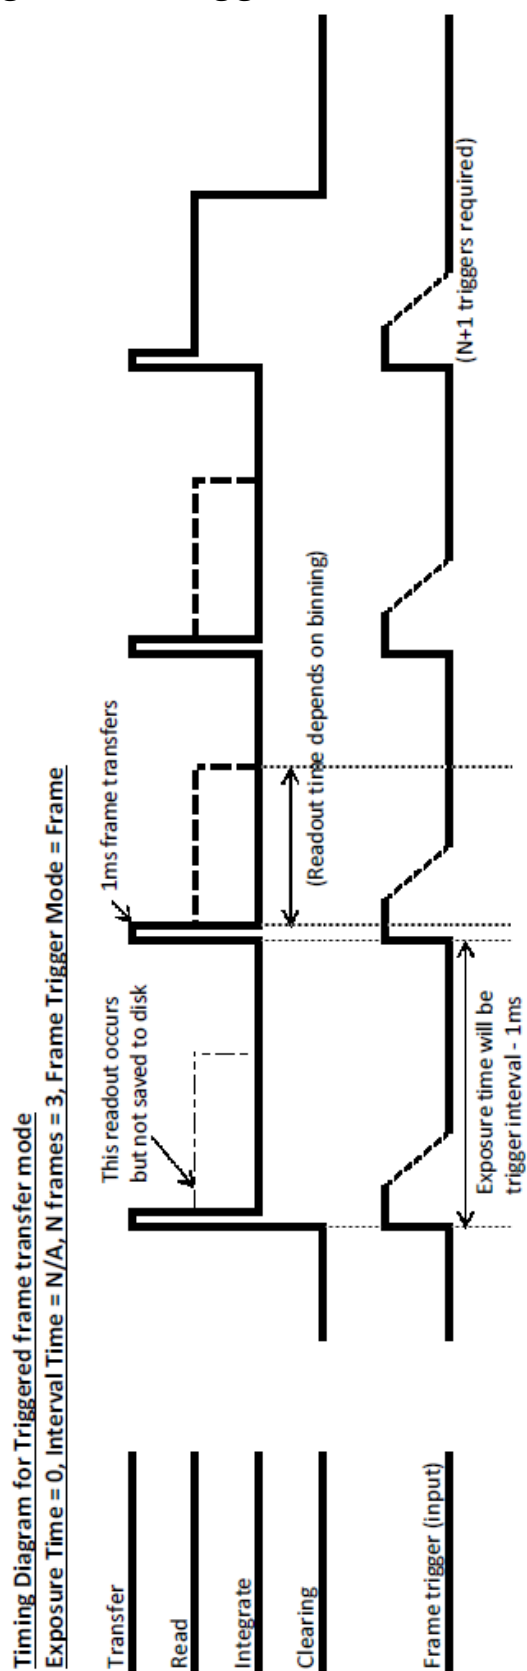 Timing Diagram for Triggered frame transfer mode
Exposure Time = 0, Interval Time = N/A, N frames = 3, Frame Trigger Mode = Frame
Transfer
Read
Integrate
Clearing
Frame trigger (input)
This readout occurs
but not saved to disk
1ms frame transfers
(Readout time depends on binning)
Exposure time will be
trigger interval - 1ms
(N+1 triggers required)